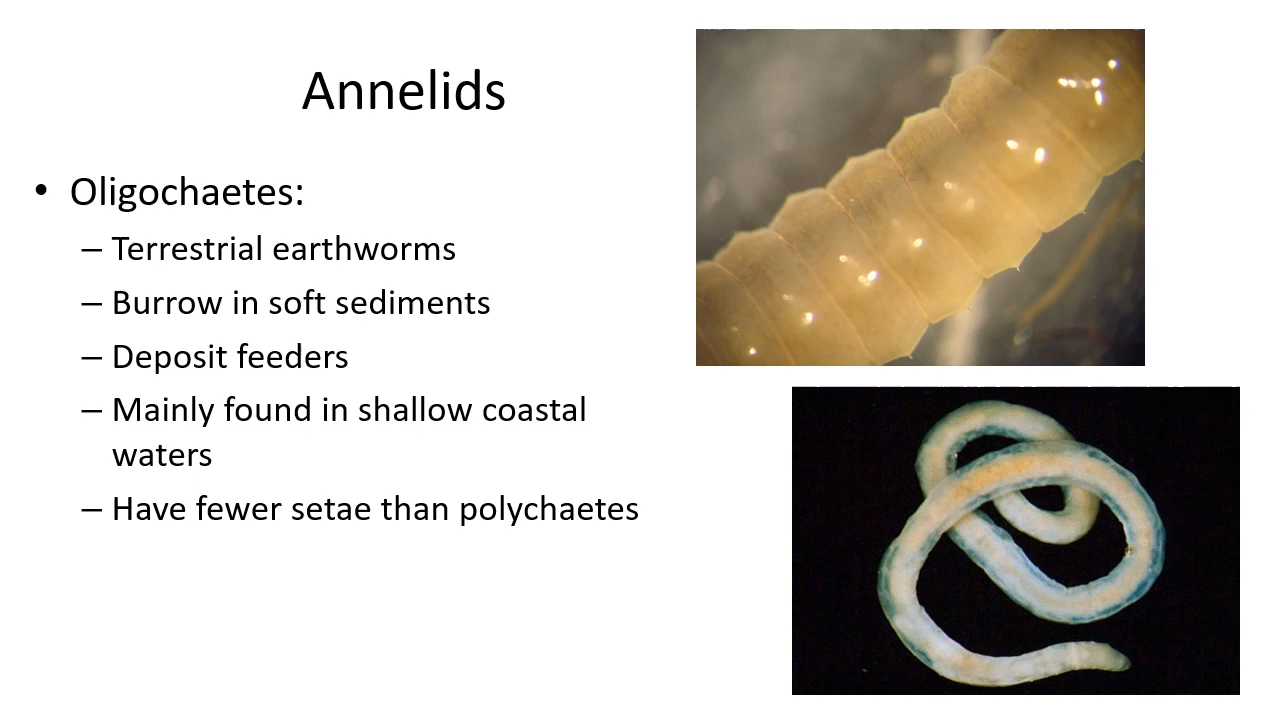 Annelids
• Oligochaetes:
– Terrestrial earthworms
– Burrow in soft sediments
– Deposit feeders
– Mainly found in shallow coastal
waters
– Have fewer setae than polychaetes